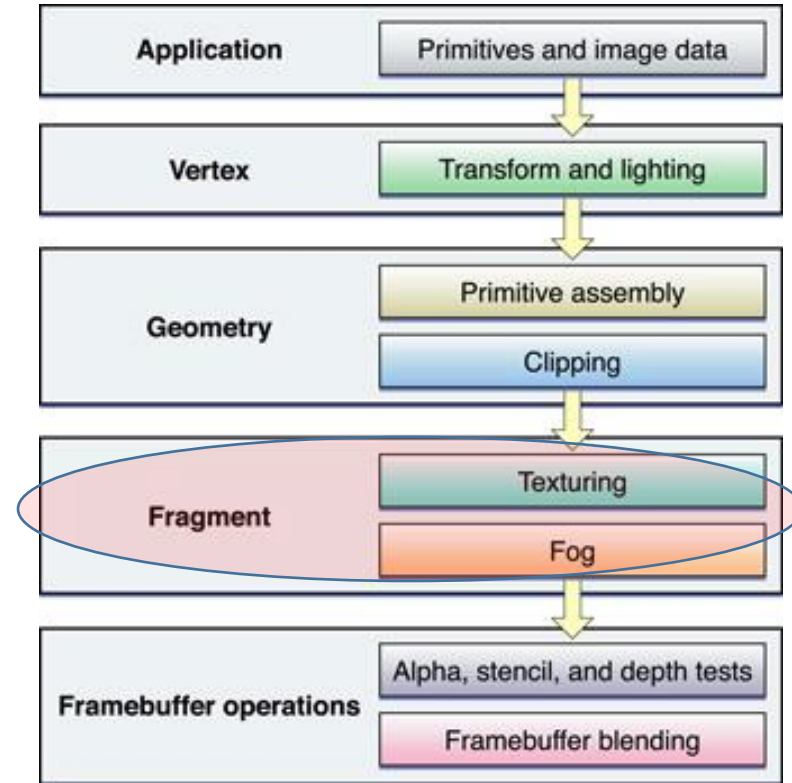 Application
Primitives and image data
Vertex
Transform and lighting
Geometry
Primitive assembly
Clipping
Fragment
Texturing
Fog
Framebuffer operations
Alpha, stencil, and depth tests
Framebuffer blending